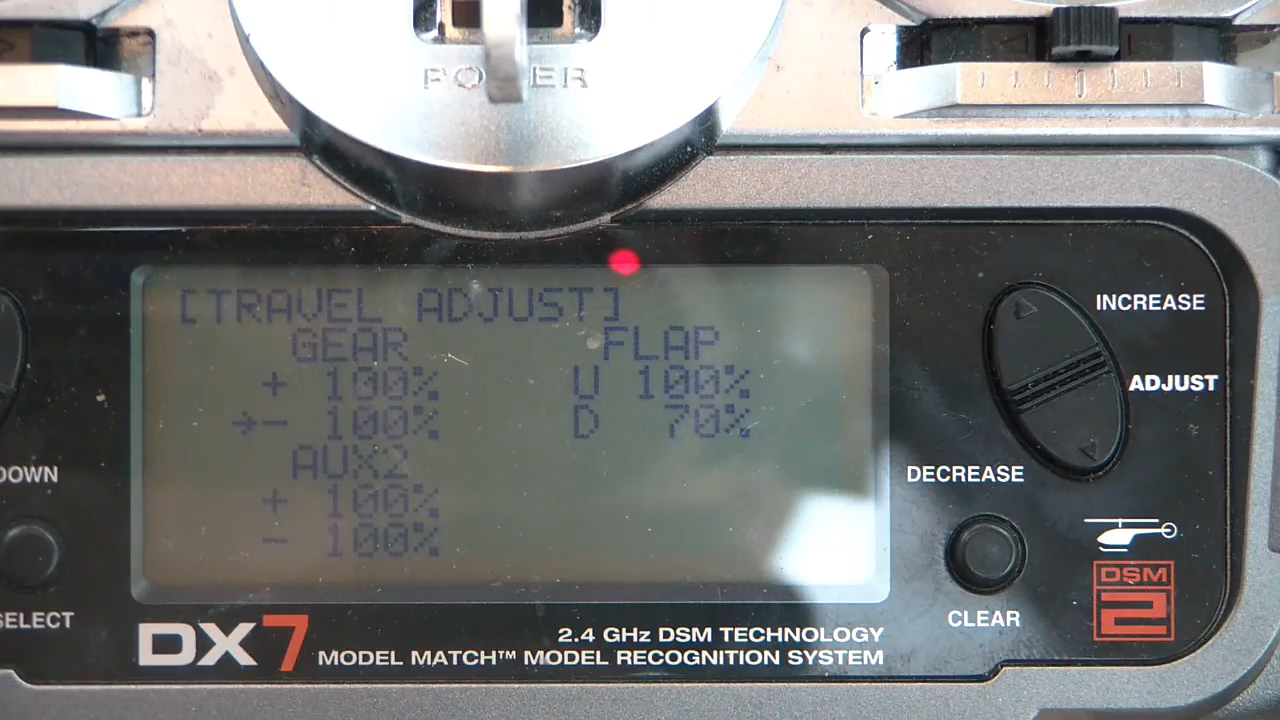 POWER
[TRAVEL ADJUST]
GEAR FLAP
+ 100% U 100%
→- 100% D 70%
AUX2
+ 100%
- 100%
INCREASE
ADJUST
DECREASE
CLEAR
DOWN
SELECT
DSM
2
DX7
2.4 GHz DSM TECHNOLOGY
MODEL MATCH™ MODEL RECOGNITION SYSTEM